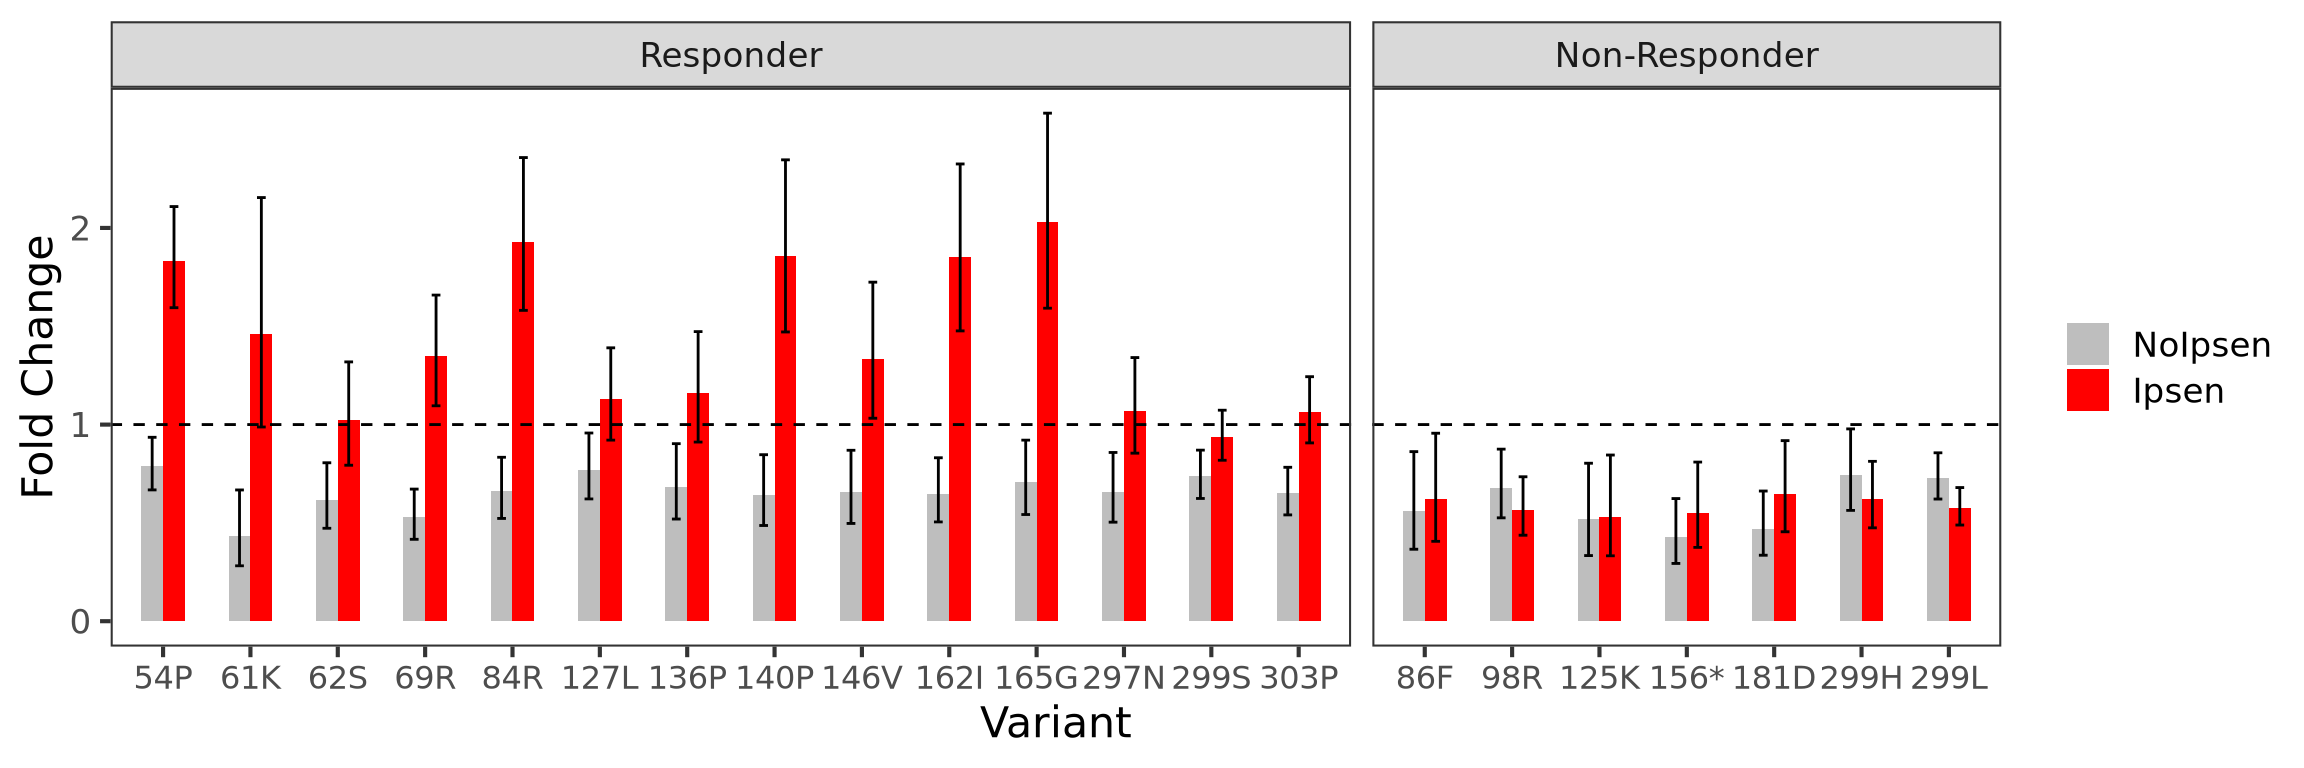 Responder Non-Responder
Fold Change
2
1
0
54P 61K 62S 69R 84R 127L 136P 140P 146V 162I 165G 297N 299S 303P 86F 98R 125K 156* 181D 299H 299L
Variant
NoIpsen
Ipsen